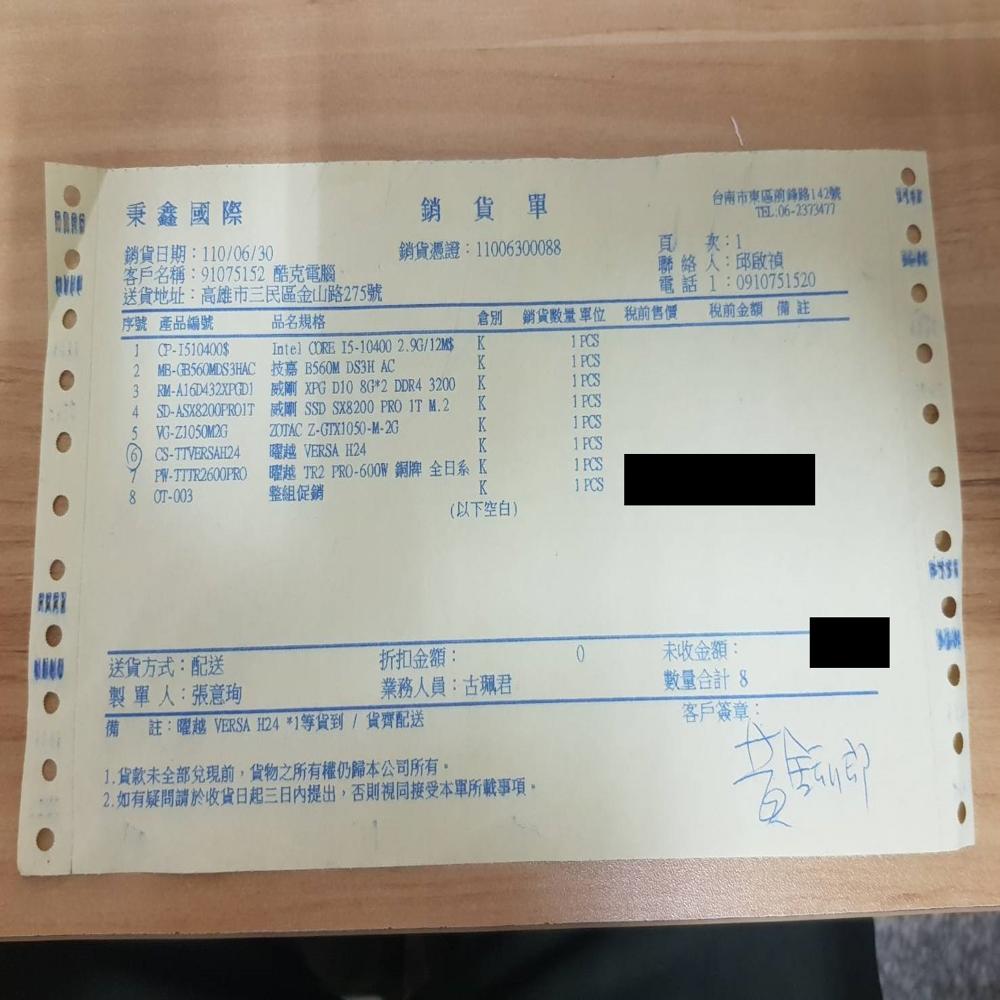 秉鑫國際
銷貨單
台南市東區前鋒路142號
TEL:06-2373477
銷貨日期：110/06/30
銷貨憑證：11006300088
頁 次：1
客戶名稱：91075152 酷克電腦
聯 絡 人：邱啟禎
送貨地址：高雄市三民區金山路275號
電 話 1：0910751520
序號 產品編號 品名規格 倉別 銷貨數量 單位 稅前售價 稅前金額 備註
1 CP-I510400$ Intel CORE I5-10400 2.9G/12M$ K 1 PCS
2 MB-GB560MDS3HAC 技嘉 B560M DS3H AC K 1 PCS
3 RM-A16D432XPGD1 威剛 XPG D10 8G*2 DDR4 3200 K 1 PCS
4 SD-ASX8200PRO1T 威剛 SSD SX8200 PRO 1T M.2 K 1 PCS
5 VG-Z1050M2G ZOTAC Z-GTX1050-M-2G K 1 PCS
6 CS-TTVERSAH24 曜越 VERSA H24 K 1 PCS
7 PW-TTTR2600PRO 曜越 TR2 PRO-600W 銅牌 全日系 K 1 PCS
8 OT-003 整組促銷 K 1 PCS
(以下空白)
送貨方式：配送 折扣金額： 0 未收金額：
製 單 人：張意珣 業務人員：古珮君 數量合計 8
備 註：曜越 VERSA H24 *1等貨到 / 貨齊配送
客戶簽章：
1.貨款未全部兌現前，貨物之所有權仍歸本公司所有。
2.如有疑問請於收貨日起三日內提出，否則視同接受本單所載事項。